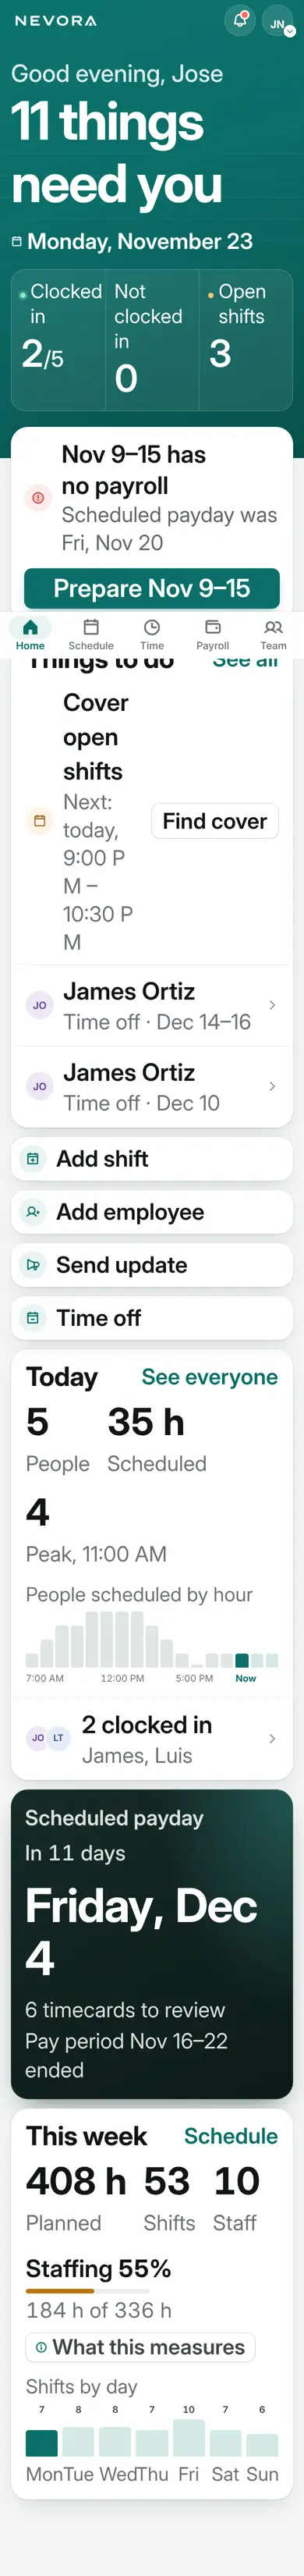 NEVORA
JN
Good evening, Jose
11 things
need you
Monday, November 23
Clocked
in
2/5
Not
clocked
in
0
Open
shifts
3
Nov 9–15 has
no payroll
Scheduled payday was
Fri, Nov 20
Prepare Nov 9–15
Home
Schedule
Time
Payroll
Team
Things to do
See all
Cover
open
shifts
Next:
today,
9:00 P
M –
10:30 P
M
Find cover
JO
James Ortiz
Time off · Dec 14–16
JO
James Ortiz
Time off · Dec 10
Add shift
Add employee
Send update
Time off
Today
See everyone
5
People
35 h
Scheduled
4
Peak, 11:00 AM
People scheduled by hour
7:00 AM 12:00 PM 5:00 PM Now
JO LT
2 clocked in
James, Luis
Scheduled payday
In 11 days
Friday, Dec
4
6 timecards to review
Pay period Nov 16–22
ended
This week
Schedule
408 h 53 10
Planned Shifts Staff
Staffing 55%
184 h of 336 h
What this measures
Shifts by day
7 8 8 7 10 7 6
Mon Tue Wed Thu Fri Sat Sun